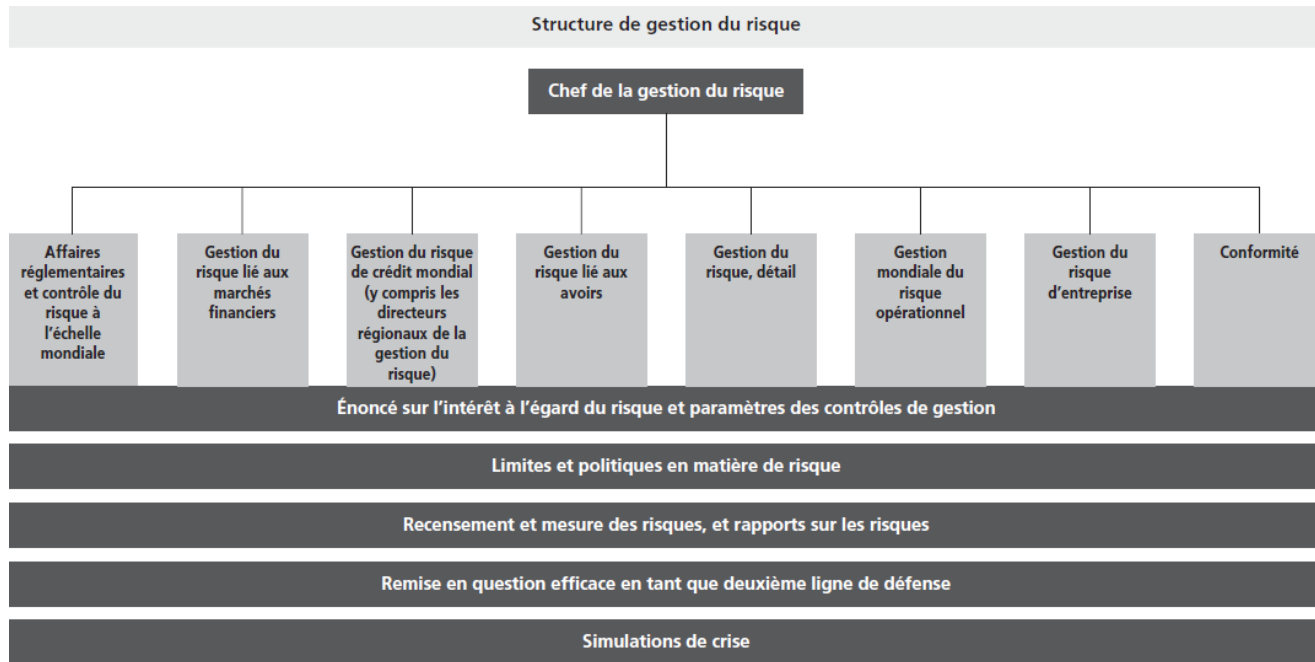 Structure de gestion du risque
Chef de la gestion du risque
Affaires
réglementaires
et contrôle du
risque à
l'échelle
mondiale
Gestion du
risque lié aux
marchés
financiers
Gestion du risque
de crédit mondial
(y compris les
directeurs
régionaux de la
gestion du
risque)
Gestion du
risque lié aux
avoirs
Gestion du
risque, détail
Gestion
mondiale du
risque
opérationnel
Gestion du
risque
d'entreprise
Conformité
Énoncé sur l'intérêt à l'égard du risque et paramètres des contrôles de gestion
Limites et politiques en matière de risque
Recensement et mesure des risques, et rapports sur les risques
Remise en question efficace en tant que deuxième ligne de défense
Simulations de crise